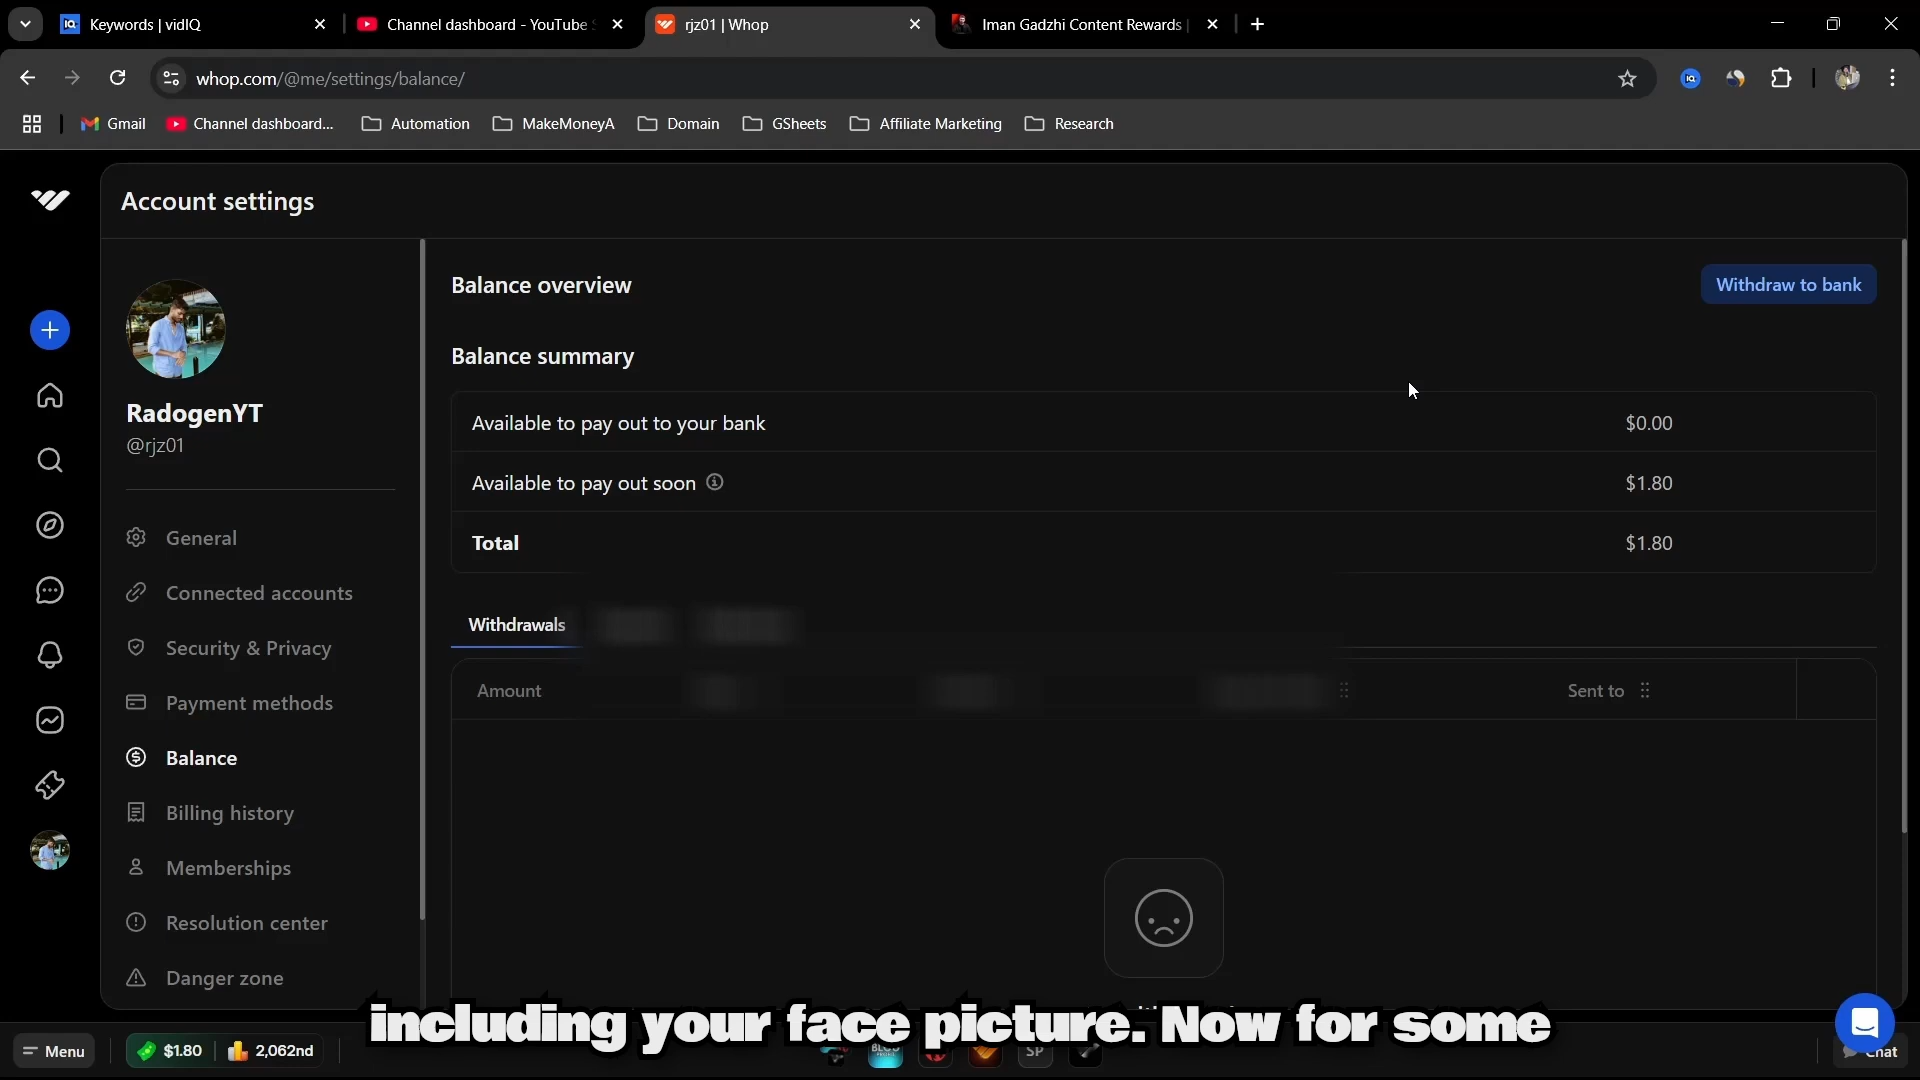 Keywords | vidIQ
Channel dashboard - YouTube S
rjz01 | Whop
Iman Gadzhi Content Rewards |
whop.com/@me/settings/balance/
Gmail
Channel dashboard...
Automation
MakeMoneyA
Domain
GSheets
Affiliate Marketing
Research
Account settings
RadogenYT
@rjz01
General
Connected accounts
Security & Privacy
Payment methods
Balance
Billing history
Memberships
Resolution center
Danger zone
Balance overview
Withdraw to bank
Balance summary
Available to pay out to your bank $0.00
Available to pay out soon $1.80
Total $1.80
Withdrawals
Amount
Sent to
including your face picture. Now for some
Menu
$1.80
2,062nd
BLOG
SP
Chat